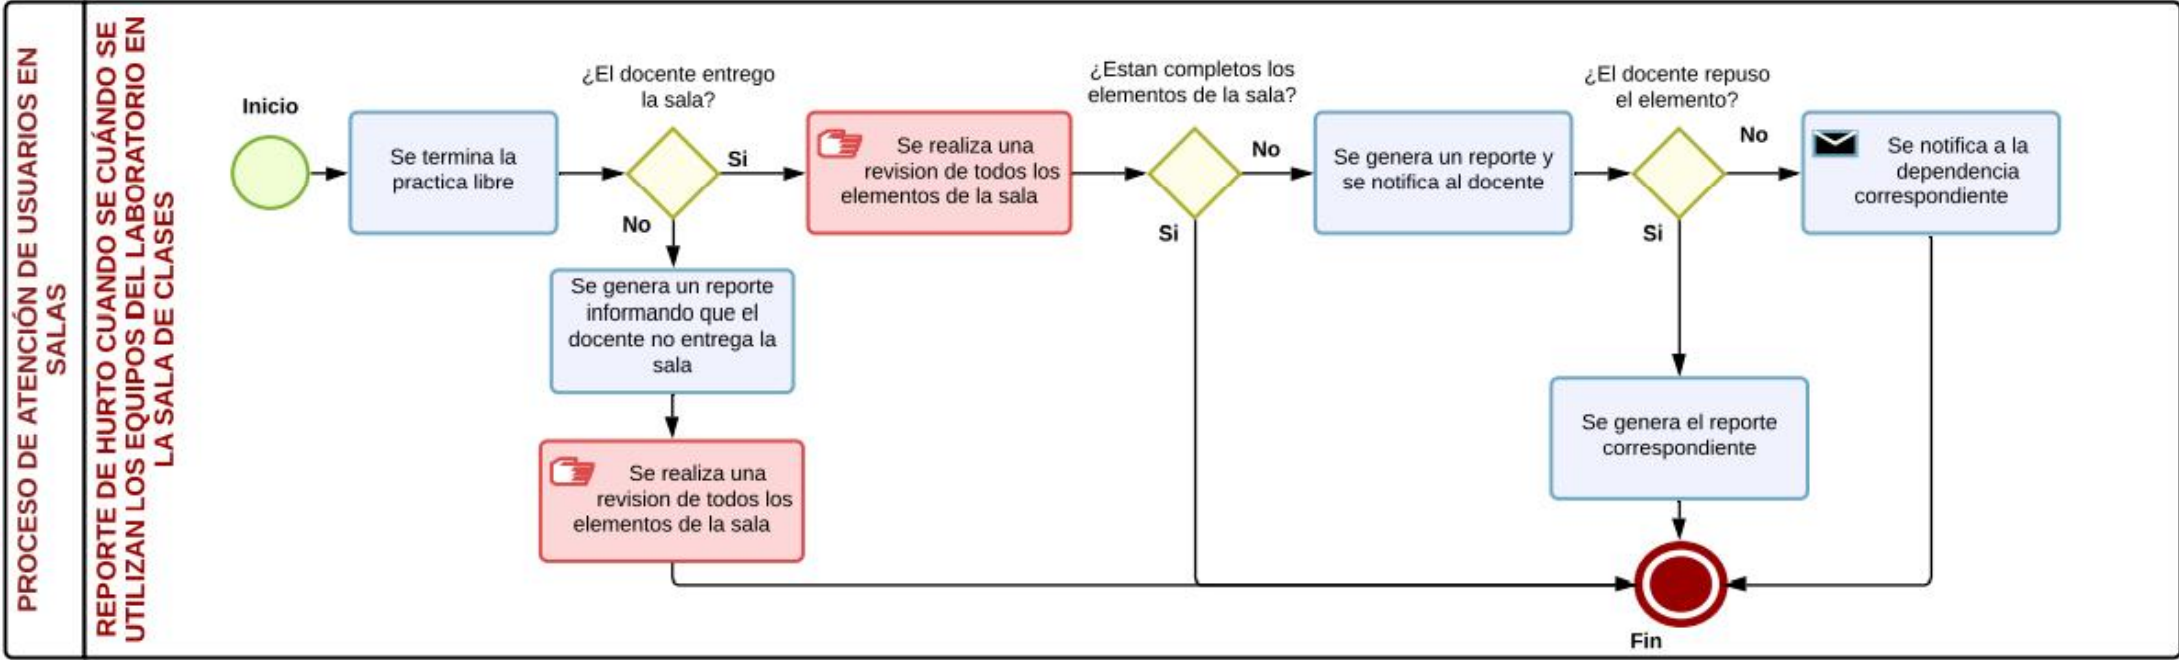 PROCESO DE ATENCIÓN DE USUARIOS EN
SALAS
REPORTE DE HURTO CUANDO SE CUÁNDO SE
UTILIZAN LOS EQUIPOS DEL LABORATORIO EN
LA SALA DE CLASES
Inicio
Se termina la
practica libre
¿El docente entrego
la sala?
Si
No
Se genera un reporte
informando que el
docente no entrega la
sala
Se realiza una
revision de todos los
elementos de la sala
Se realiza una
revision de todos los
elementos de la sala
¿Estan completos los
elementos de la sala?
No
Si
Se genera un reporte y
se notifica al docente
¿El docente repuso
el elemento?
No
Si
Se notifica a la
dependencia
correspondiente
Se genera el reporte
correspondiente
Fin